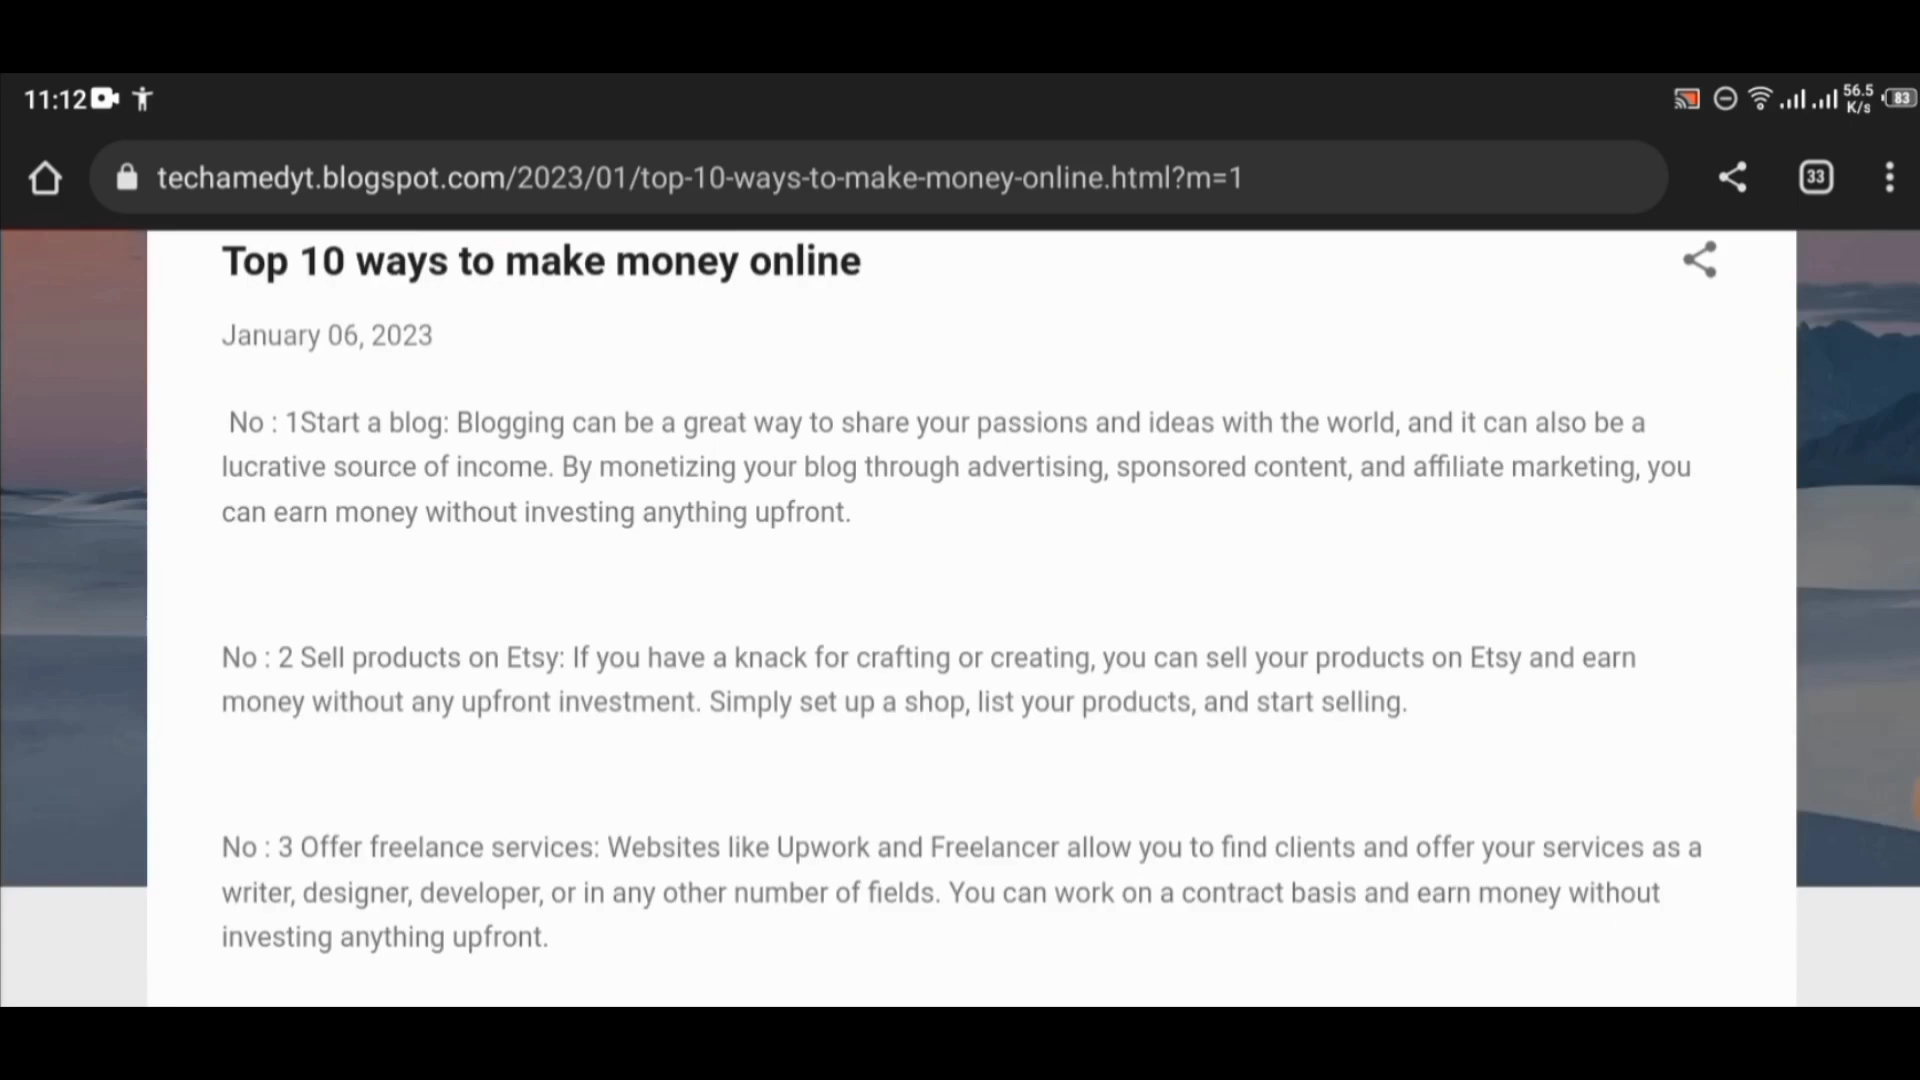 11:12
56.5
K/s
83
techamedyt.blogspot.com/2023/01/top-10-ways-to-make-money-online.html?m=1
33
Top 10 ways to make money online
January 06, 2023
No : 1Start a blog: Blogging can be a great way to share your passions and ideas with the world, and it can also be a
lucrative source of income. By monetizing your blog through advertising, sponsored content, and affiliate marketing, you
can earn money without investing anything upfront.
No : 2 Sell products on Etsy: If you have a knack for crafting or creating, you can sell your products on Etsy and earn
money without any upfront investment. Simply set up a shop, list your products, and start selling.
No : 3 Offer freelance services: Websites like Upwork and Freelancer allow you to find clients and offer your services as a
writer, designer, developer, or in any other number of fields. You can work on a contract basis and earn money without
investing anything upfront.